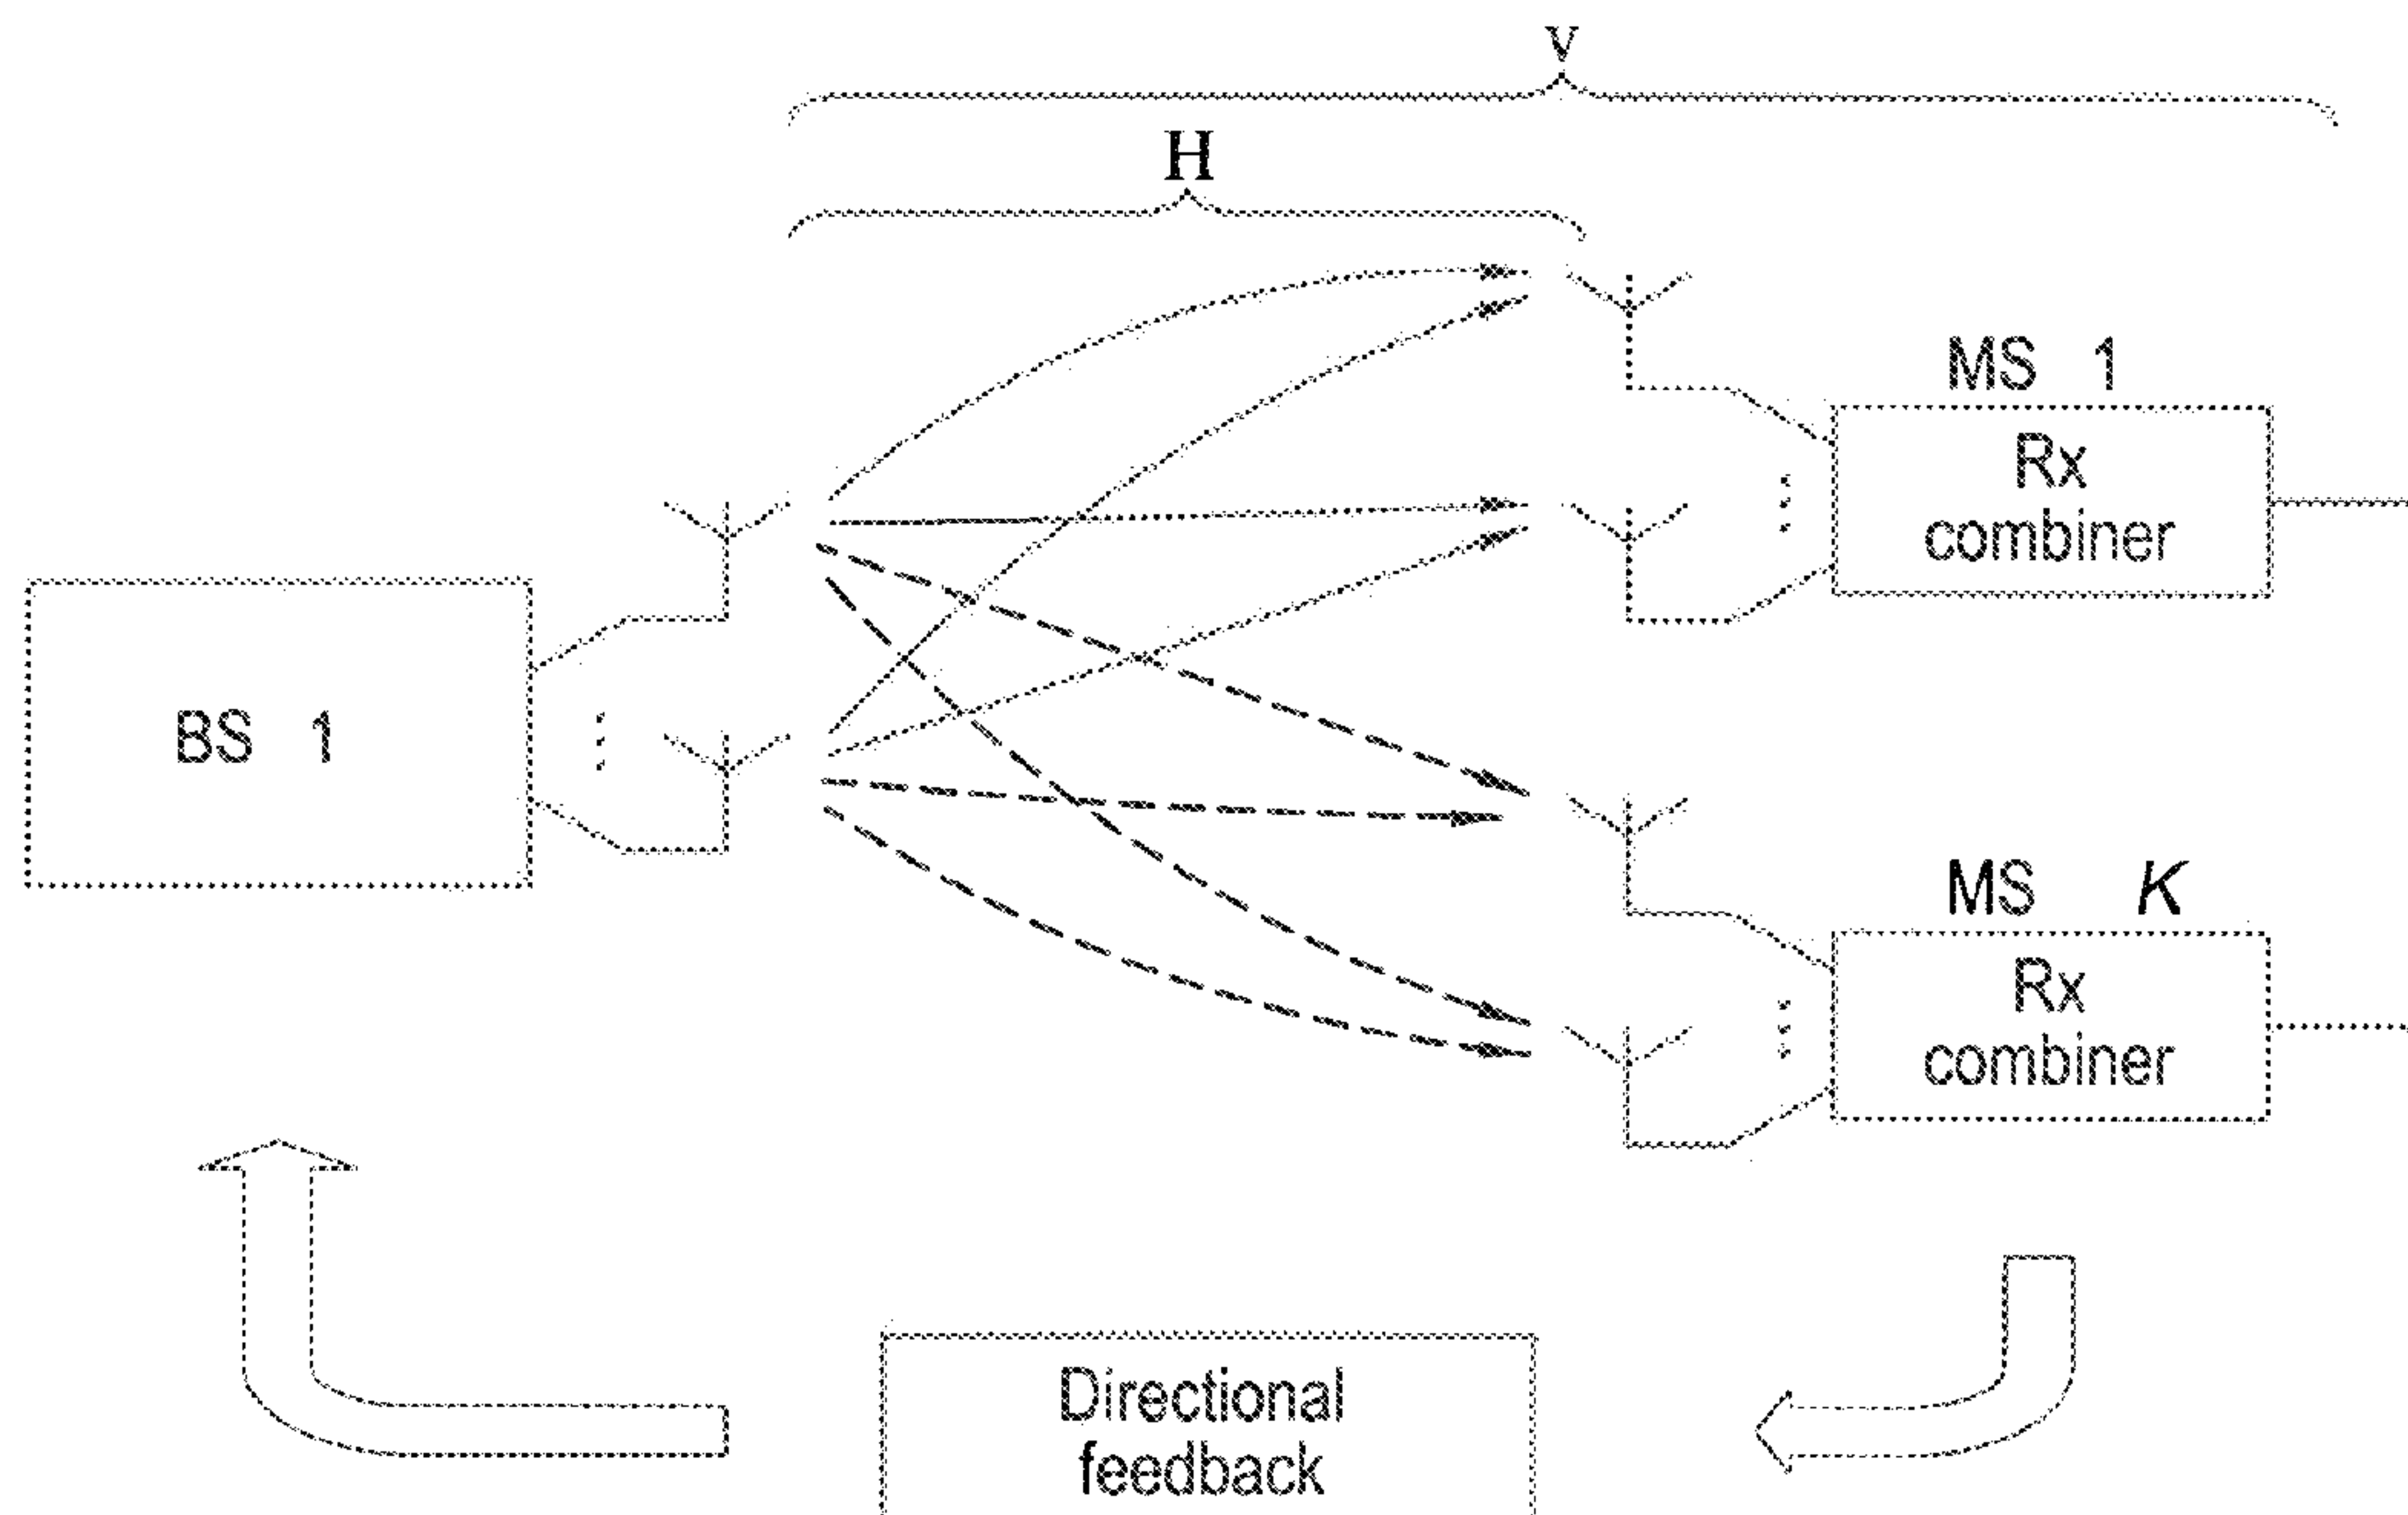 v
H
MS 1
Rx
combiner
BS 1
MS K
Rx
combiner
Directional
feedback